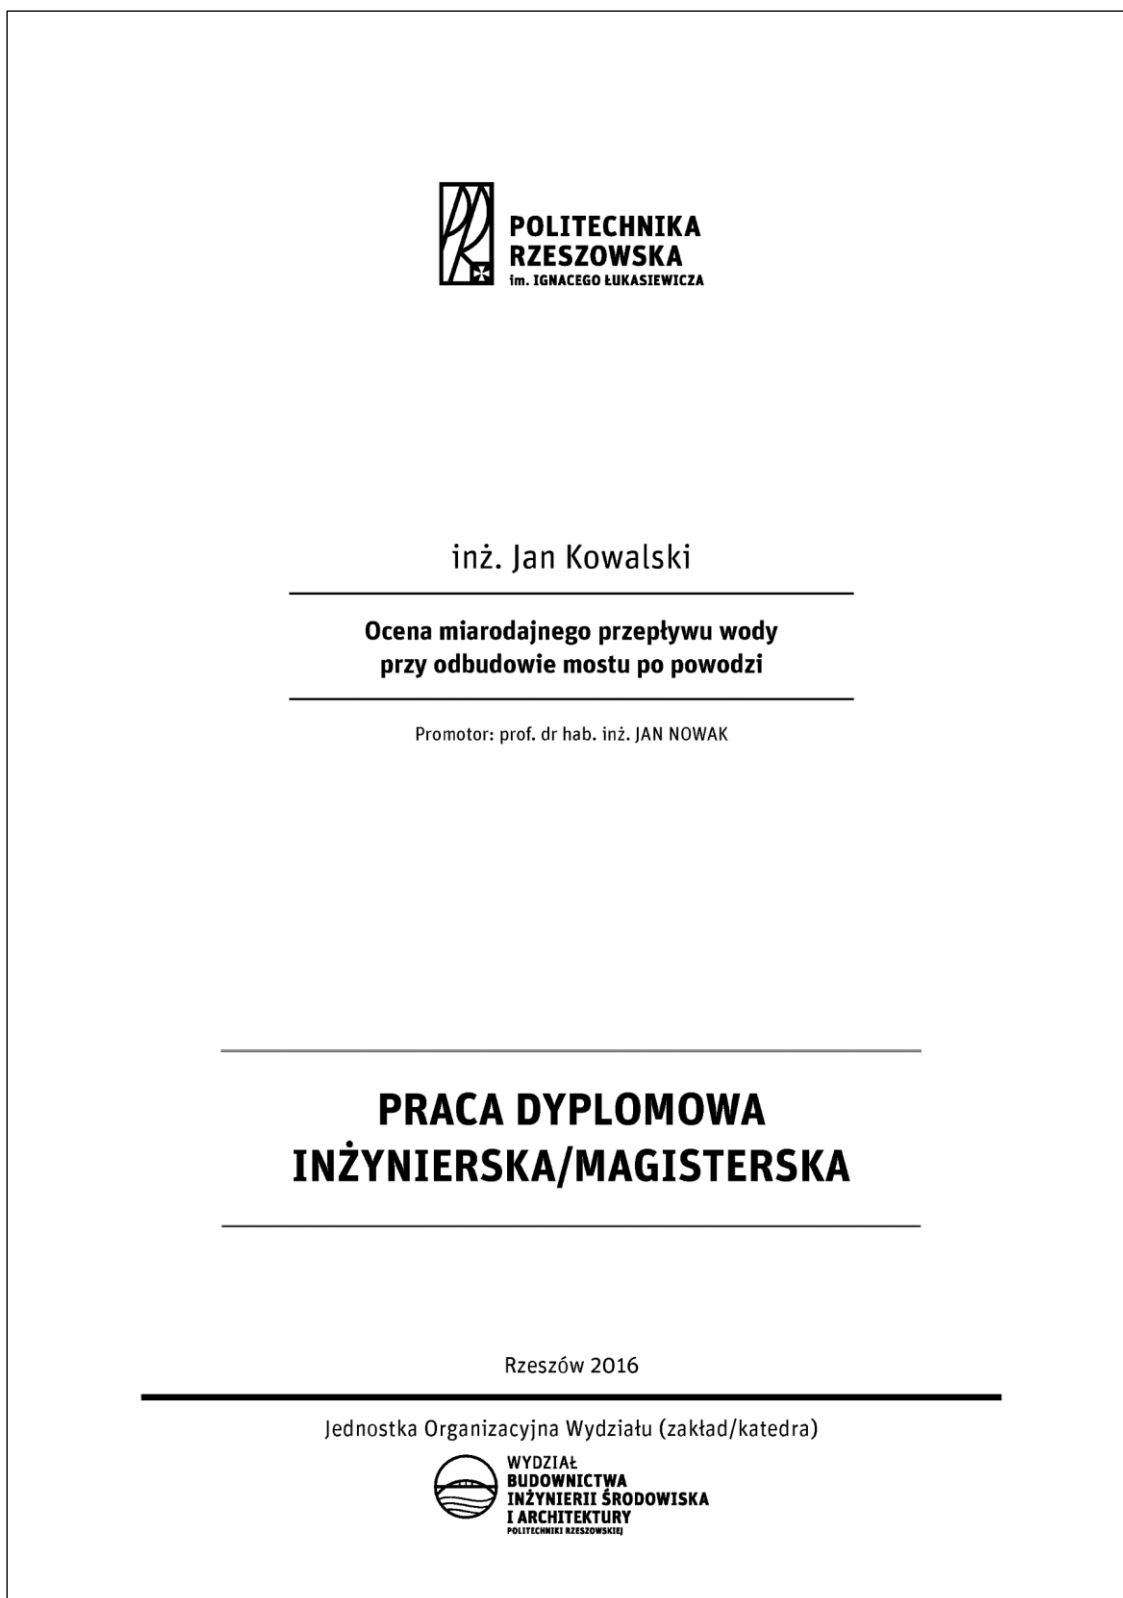 POLITECHNIKA
RZESZOWSKA
im. IGNACEGO ŁUKASIEWICZA
inż. Jan Kowalski
Ocena miarodajnego przepływu wody
przy odbudowie mostu po powodzi
Promotor: prof. dr hab. inż. JAN NOWAK
PRACA DYPLOMOWA
INŻYNIERSKA/MAGISTERSKA
Rzeszów 2016
Jednostka Organizacyjna Wydziału (zakład/katedra)
WYDZIAŁ
BUDOWNICTWA
INŻYNIERII ŚRODOWISKA
I ARCHITEKTURY
POLITECHNIKI RZESZOWSKIEJ